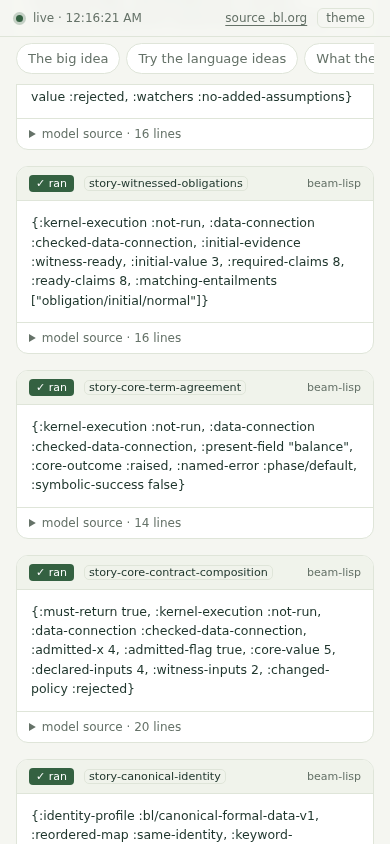 live · 12:16:21 AM
source .bl.org
theme
The big idea
Try the language ideas
What the
value :rejected, :watchers :no-added-assumptions}
▶ model source · 16 lines
✓ ran
story-witnessed-obligations
beam-lisp
{:kernel-execution :not-run, :data-connection
:checked-data-connection, :initial-evidence
:witness-ready, :initial-value 3, :required-claims 8,
:ready-claims 8, :matching-entailments
["obligation/initial/normal"]}
▶ model source · 16 lines
✓ ran
story-core-term-agreement
beam-lisp
{:kernel-execution :not-run, :data-connection
:checked-data-connection, :present-field "balance",
:core-outcome :raised, :named-error :phase/default,
:symbolic-success false}
▶ model source · 14 lines
✓ ran
story-core-contract-composition
beam-lisp
{:must-return true, :kernel-execution :not-run,
:data-connection :checked-data-connection,
:admitted-x 4, :admitted-flag true, :core-value 5,
:declared-inputs 4, :witness-inputs 2, :changed-
policy :rejected}
▶ model source · 20 lines
✓ ran
story-canonical-identity
beam-lisp
{:identity-profile :bl/canonical-formal-data-v1,
:reordered-map :same-identity, :keyword-